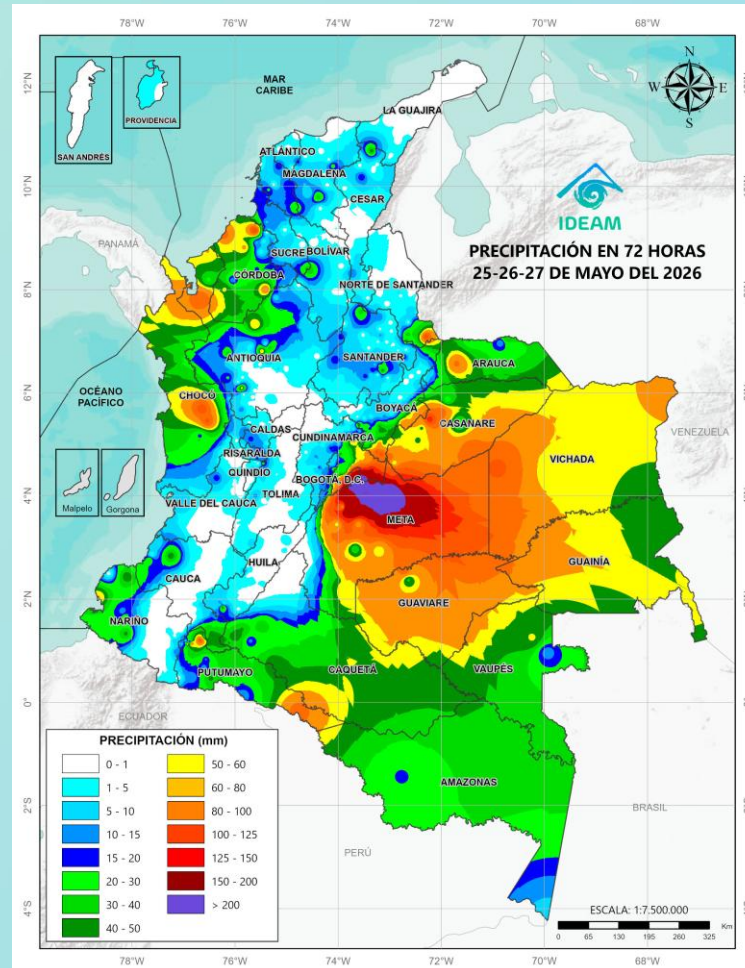 78°W 76°W 74°W 72°W 70°W 68°W
N
W E
S
12°N
10°N
8°N
6°N
4°N
2°N
0°
2°S
4°S
SAN ANDRÉS
PROVIDENCIA
MAR
CARIBE
LA GUAJIRA
ATLÁNTICO
MAGDALENA
CESAR
IDEAM
PRECIPITACIÓN EN 72 HORAS
25-26-27 DE MAYO DEL 2026
PANAMÁ
SUCRE
BOLÍVAR
CÓRDOBA
NORTE DE SANTANDER
ANTIOQUIA
SANTANDER
ARAUCA
OCÉANO
PACÍFICO
CHOCÓ
BOYACÁ
CASANARE
CALDAS
CUNDINAMARCA
VENEZUELA
RISARALDA
VICHADA
QUINDÍO
BOGOTÁ, D.C.
TOLIMA
Malpelo
Gorgona
VALLE DEL CAUCA
META
HUILA
GUAINÍA
CAUCA
GUAVIARE
NARIÑO
CAQUETÁ
VAUPÉS
PUTUMAYO
ECUADOR
AMAZONAS
BRASIL
PERÚ
PRECIPITACIÓN (mm)
0 - 1
1 - 5
5 - 10
10 - 15
15 - 20
20 - 30
30 - 40
40 - 50
50 - 60
60 - 80
80 - 100
100 - 125
125 - 150
150 - 200
> 200
ESCALA: 1:7.500.000
Km
0 65 130 195 260 325
78°W 76°W 74°W 72°W 70°W 68°W